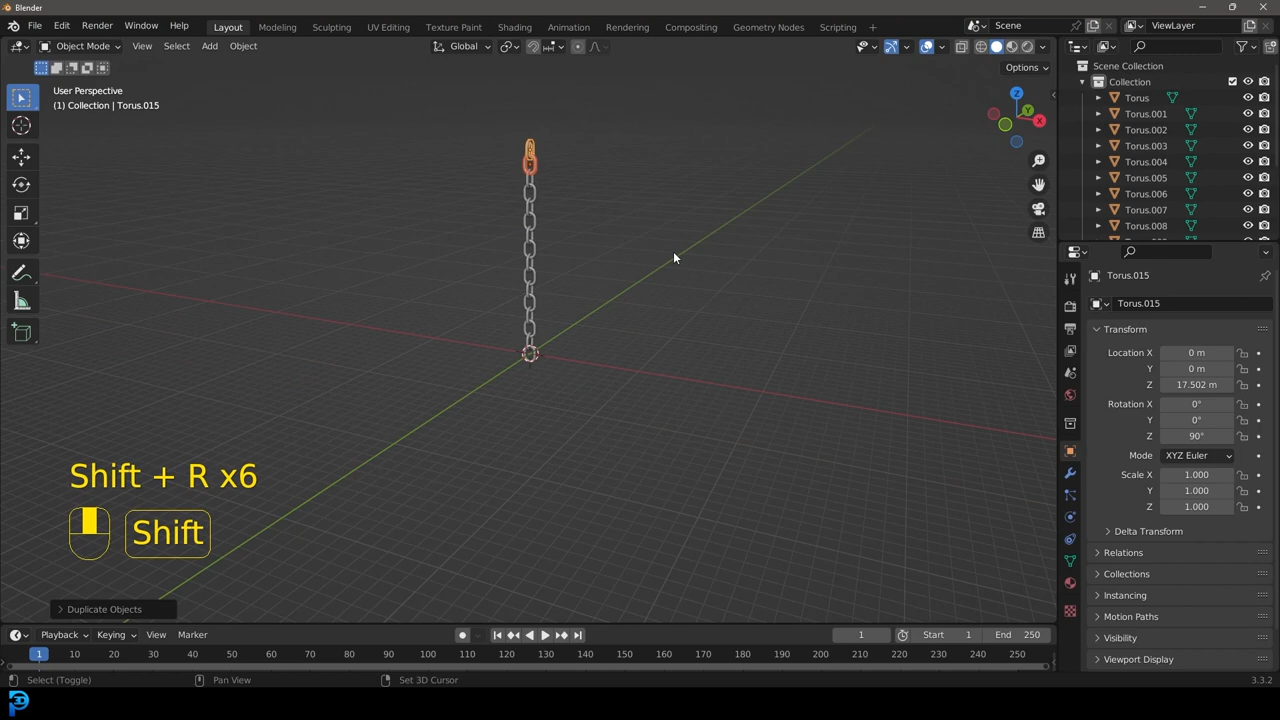 Blender
File Edit Render Window Help Layout Modeling Sculpting UV Editing Texture Paint Shading Animation Rendering Compositing Geometry Nodes Scripting + Scene ViewLayer
Object Mode View Select Add Object Global
Options
User Perspective
(1) Collection | Torus.015
Scene Collection
Collection
Torus
Torus.001
Torus.002
Torus.003
Torus.004
Torus.005
Torus.006
Torus.007
Torus.008
Z
Y
X
Torus.015
Torus.015
Transform
Location X 0 m
Y 0 m
Z 17.502 m
Rotation X 0°
Y 0°
Z 90°
Mode XYZ Euler
Scale X 1.000
Y 1.000
Z 1.000
Delta Transform
Relations
Collections
Instancing
Motion Paths
Visibility
Viewport Display
Shift + R x6
Shift
Duplicate Objects
Playback Keying View Marker 1 Start 1 End 250
1 10 20 30 40 50 60 70 80 90 100 110 120 130 140 150 160 170 180 190 200 210 220 230 240 250
Select (Toggle) Pan View Set 3D Cursor 3.3.2